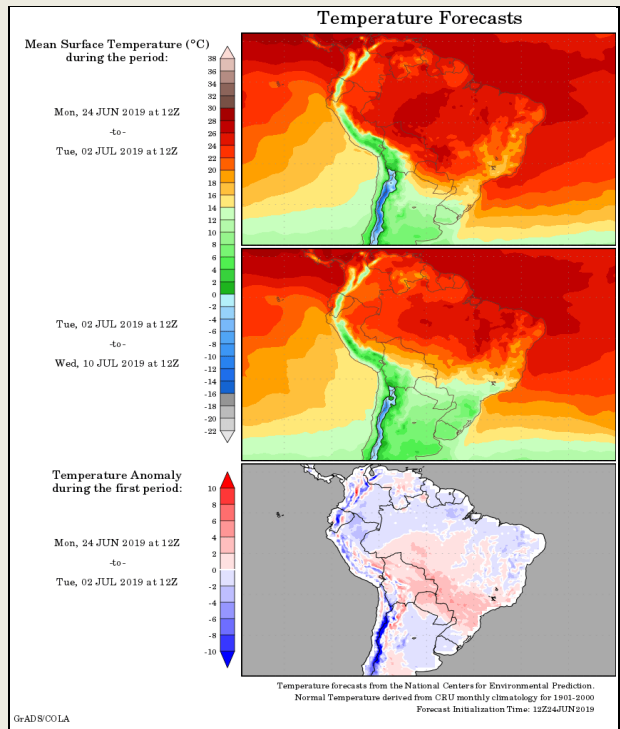 Temperature Forecasts
Mean Surface Temperature (°C)
during the period:
Mon, 24 JUN 2019 at 12Z
-to-
Tue, 02 JUL 2019 at 12Z
38
36
34
32
30
28
26
24
22
20
18
16
14
12
10
8
6
4
2
0
-2
-4
-6
-8
-10
-12
-14
-16
-18
-20
-22
Tue, 02 JUL 2019 at 12Z
-to-
Wed, 10 JUL 2019 at 12Z
Temperature Anomaly
during the first period:
Mon, 24 JUN 2019 at 12Z
-to-
Tue, 02 JUL 2019 at 12Z
10
8
6
4
2
0
-2
-4
-6
-8
-10
Temperature forecasts from the National Centers for Environmental Prediction.
Normal Temperature derived from CRU monthly climatology for 1901-2000
Forecast Initialization Time: 12Z24JUN2019
GrADS/COLA